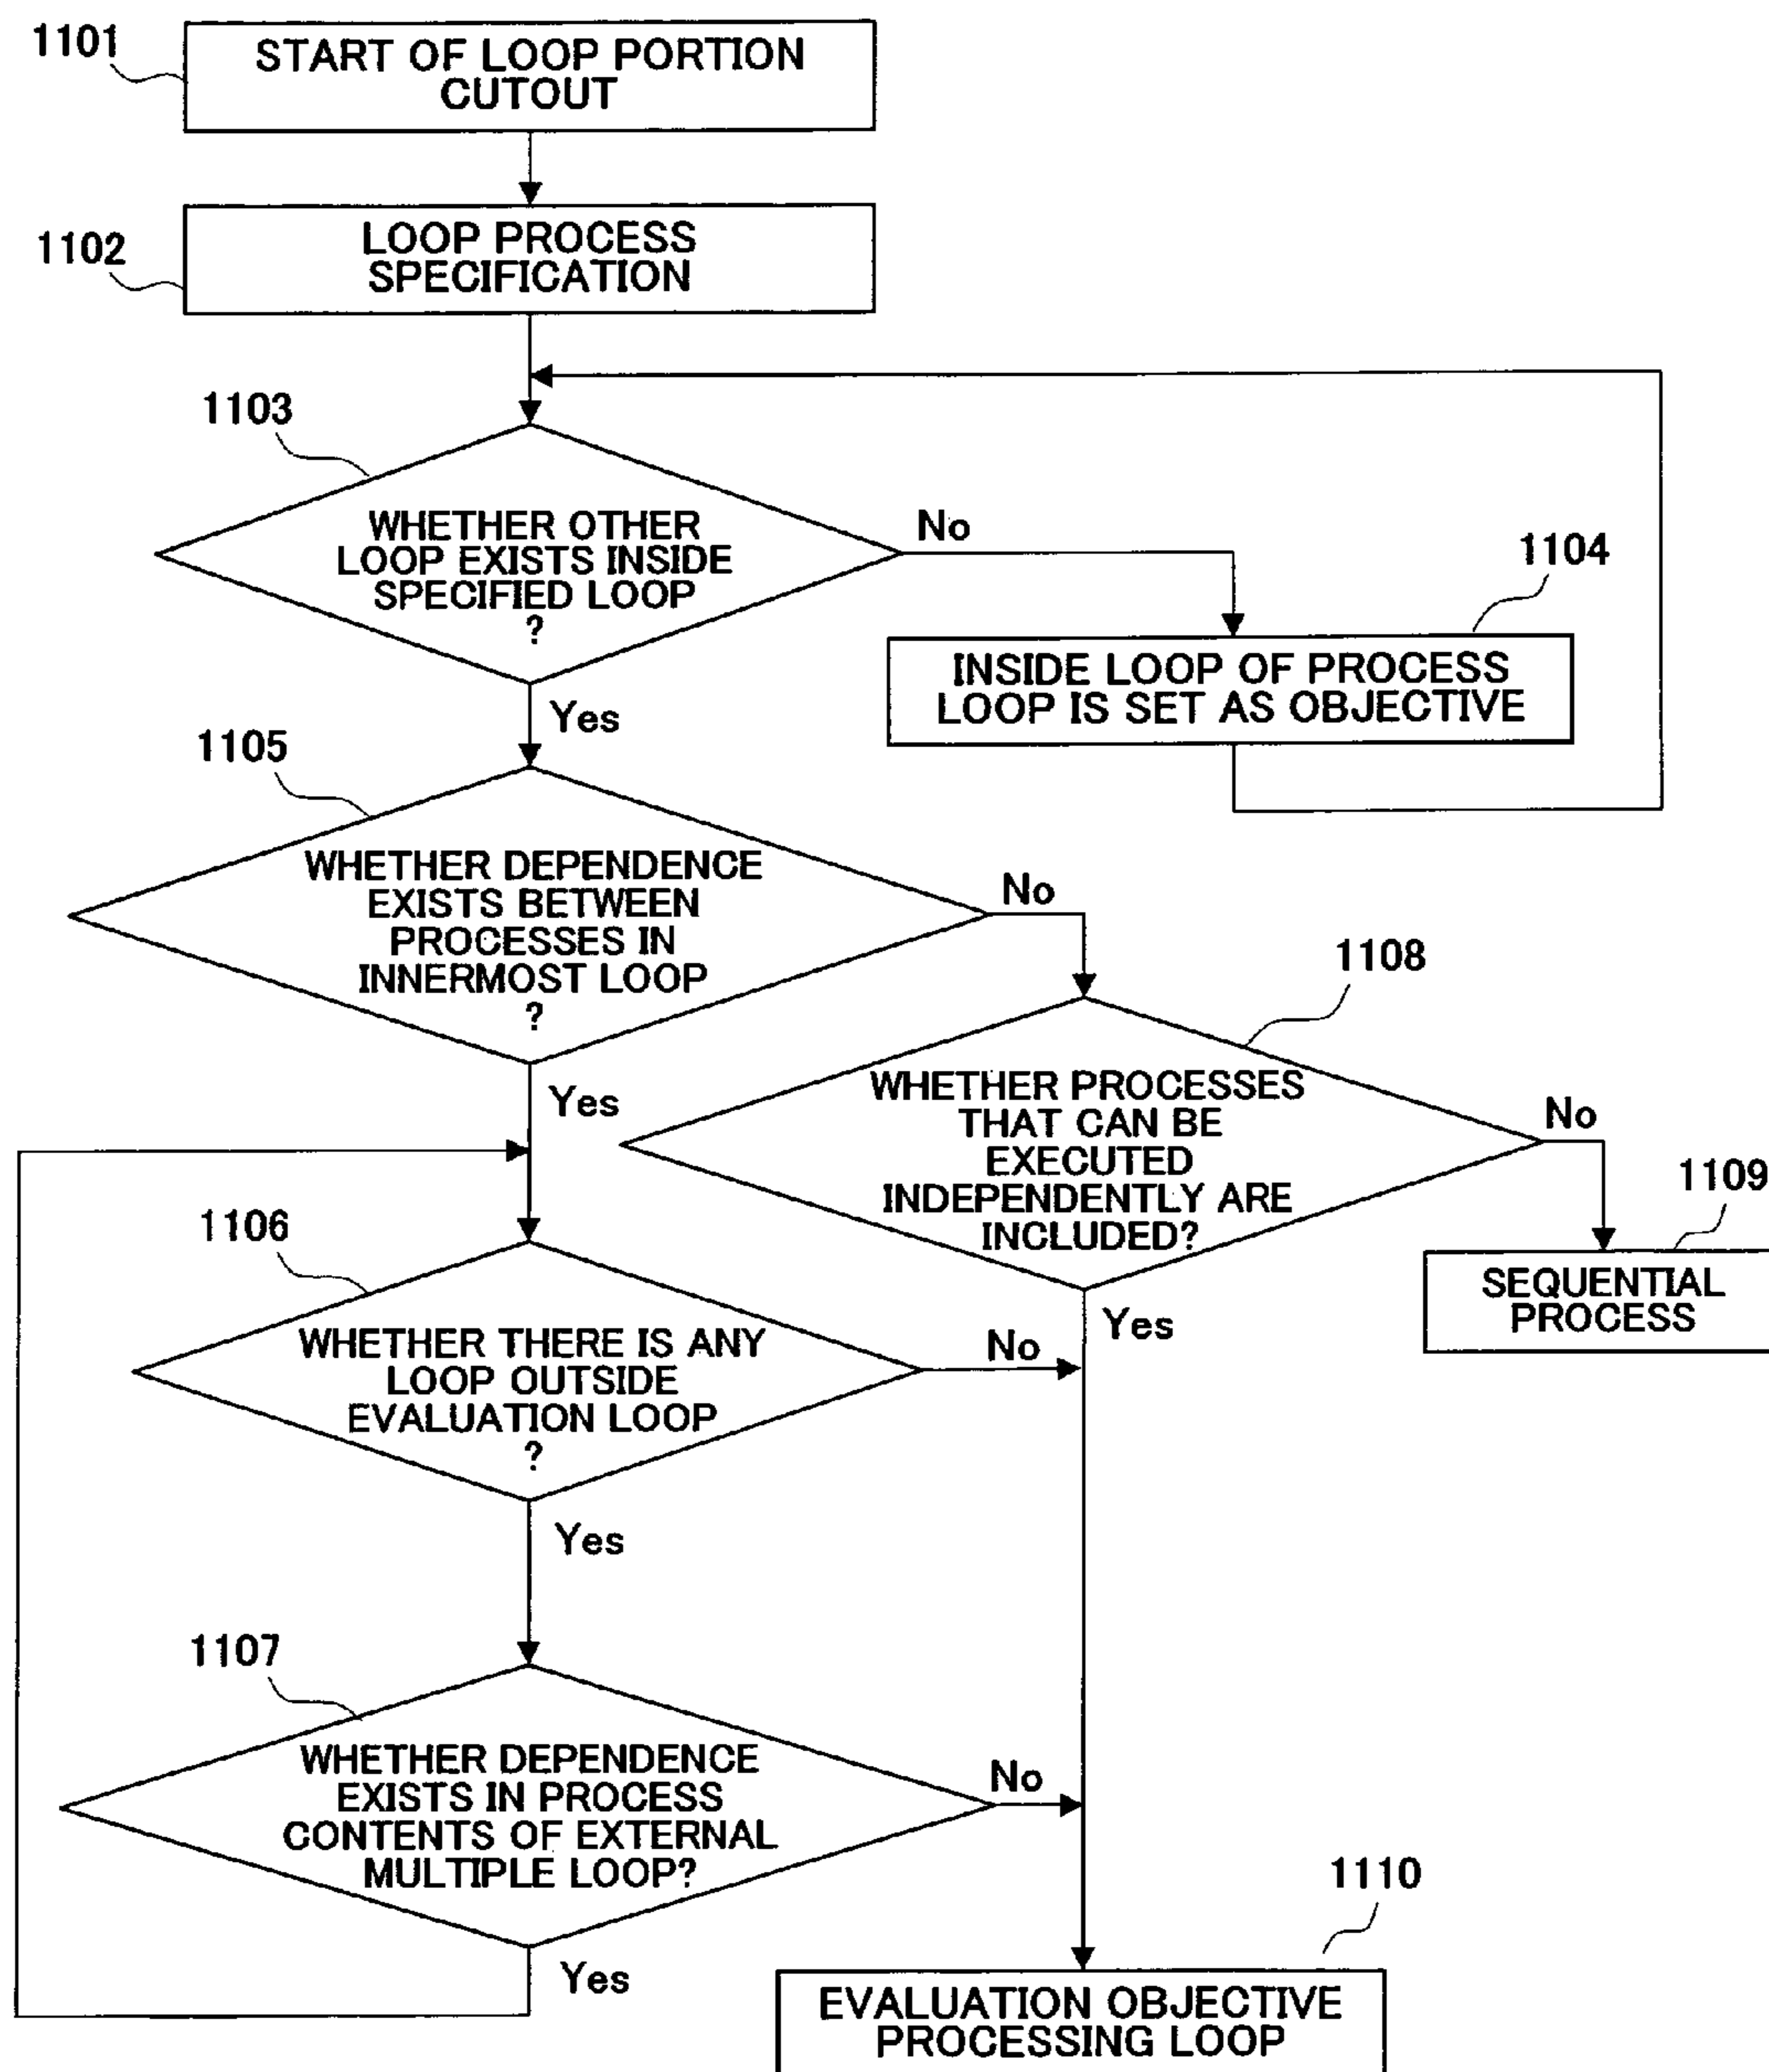 1101
START OF LOOP PORTION
CUTOUT
1102
LOOP PROCESS
SPECIFICATION
1103
WHETHER OTHER
LOOP EXISTS INSIDE
SPECIFIED LOOP
?
No
Yes
1104
INSIDE LOOP OF PROCESS
LOOP IS SET AS OBJECTIVE
1105
WHETHER DEPENDENCE
EXISTS BETWEEN
PROCESSES IN
INNERMOST LOOP
?
No
Yes
1108
WHETHER PROCESSES
THAT CAN BE
EXECUTED
INDEPENDENTLY ARE
INCLUDED?
No
Yes
1109
SEQUENTIAL
PROCESS
1106
WHETHER THERE IS ANY
LOOP OUTSIDE
EVALUATION LOOP
?
No
Yes
1107
WHETHER DEPENDENCE
EXISTS IN PROCESS
CONTENTS OF EXTERNAL
MULTIPLE LOOP?
No
Yes
1110
EVALUATION OBJECTIVE
PROCESSING LOOP